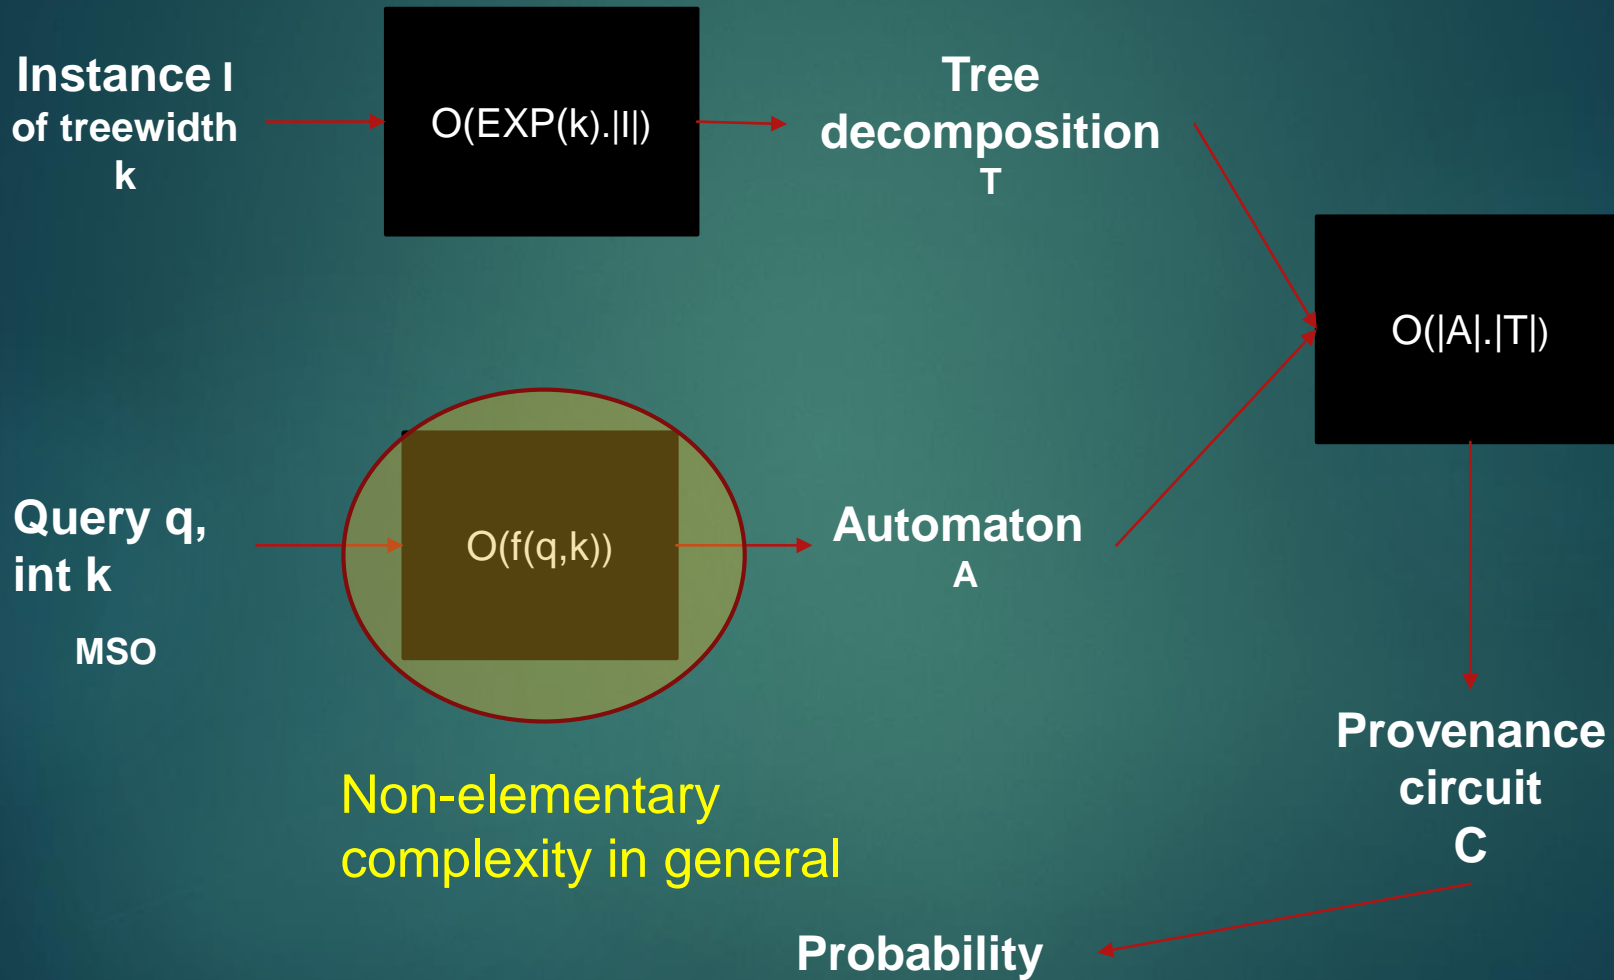 Instance I
of treewidth
k
O(EXP(k).|I|)
Tree
decomposition
T
O(|A|.|T|)
Query q,
int k
MSO
O(f(q,k))
Automaton
A
Non-elementary
complexity in general
Provenance
circuit
C
Probability